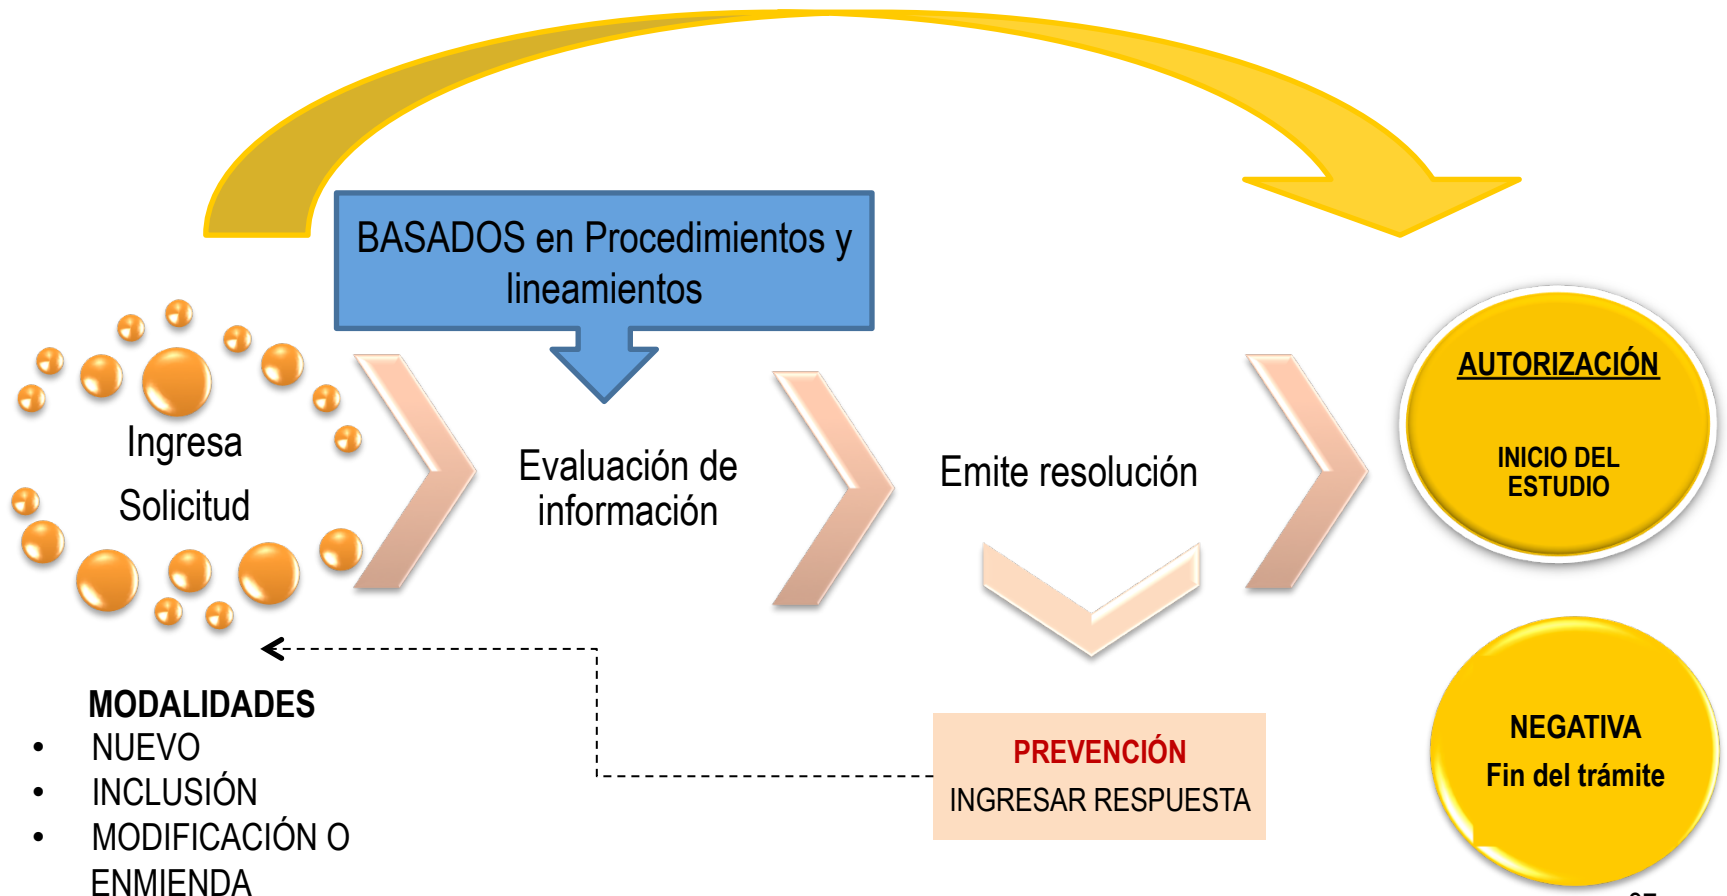 BASADOS en Procedimientos y
lineamientos
Ingresa
Solicitud
Evaluación de
información
Emite resolución
AUTORIZACIÓN
INICIO DEL
ESTUDIO
MODALIDADES
• NUEVO
• INCLUSIÓN
• MODIFICACIÓN O
ENMIENDA
PREVENCIÓN
INGRESAR RESPUESTA
NEGATIVA
Fin del trámite